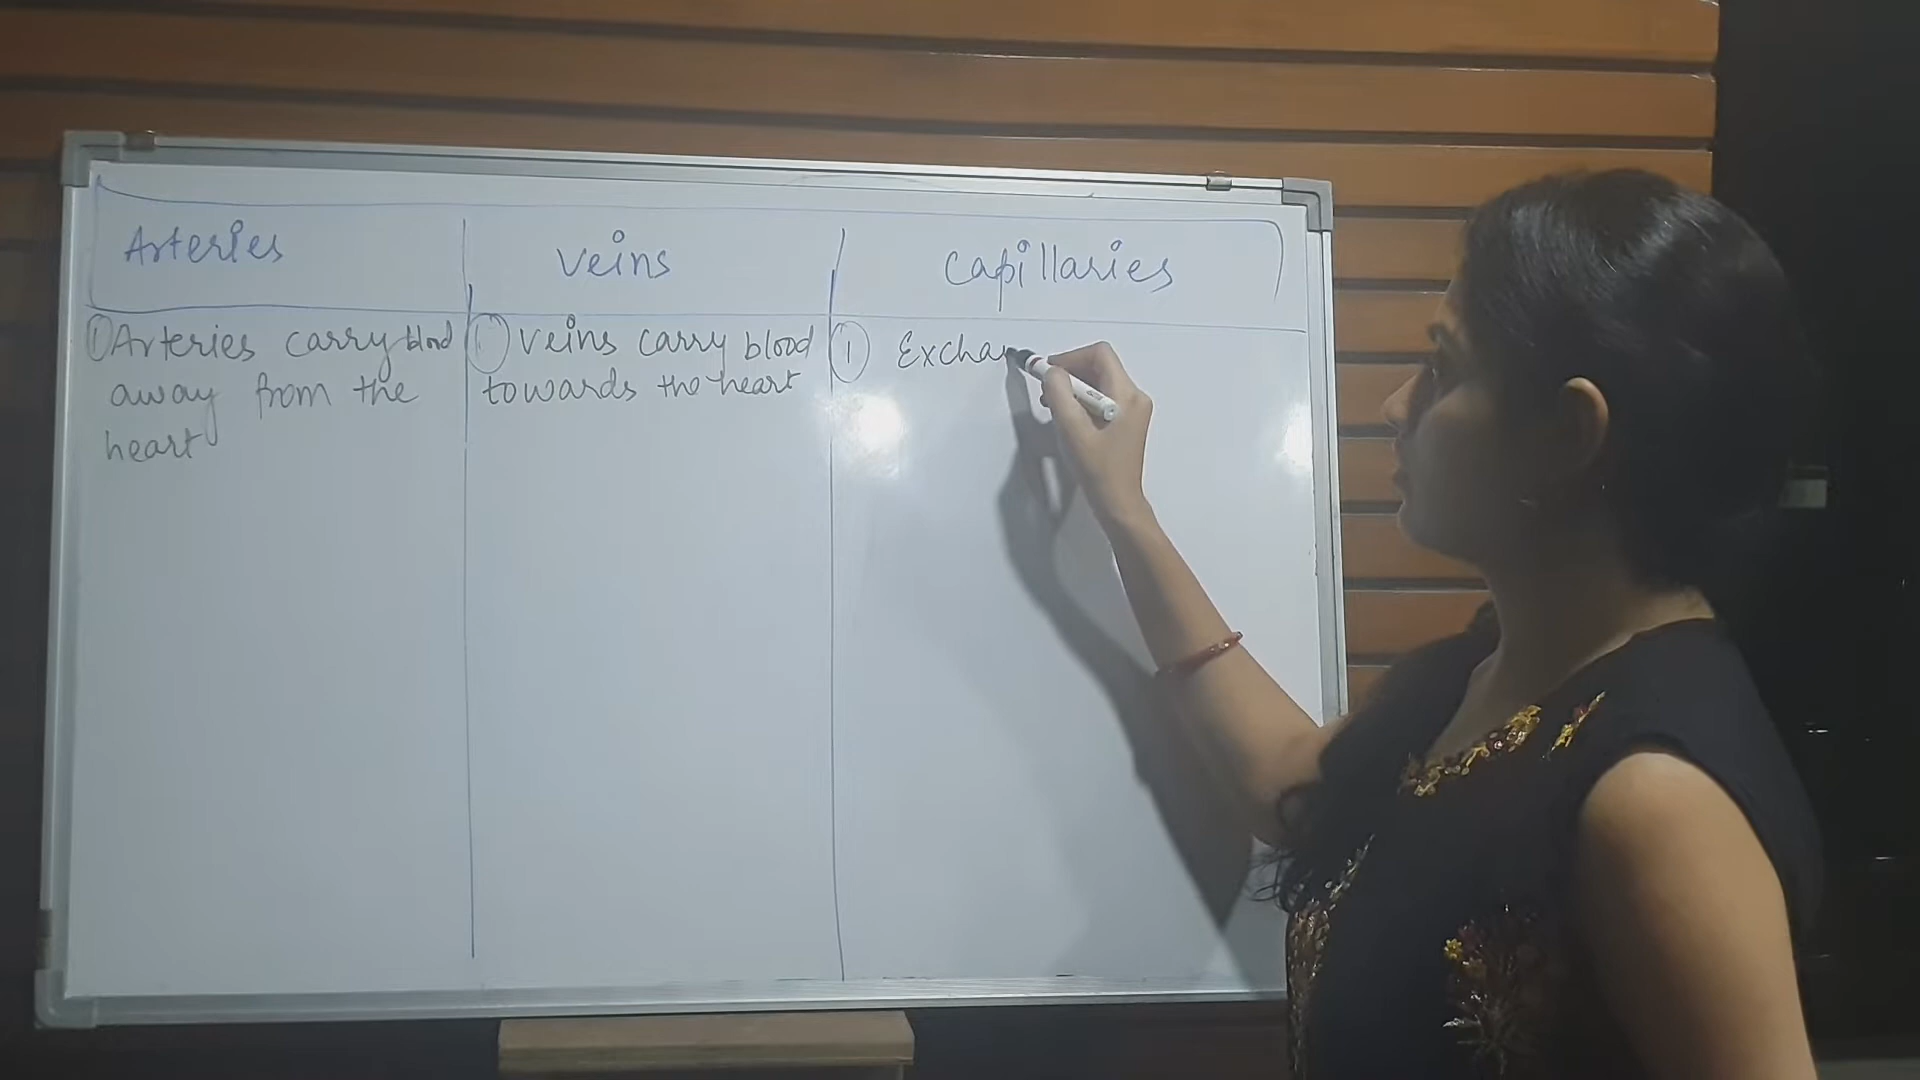 Arteries
Veins
Capillaries
① Arteries carry blood
away from the
heart
① Veins carry blood
towards the heart
① Exchan